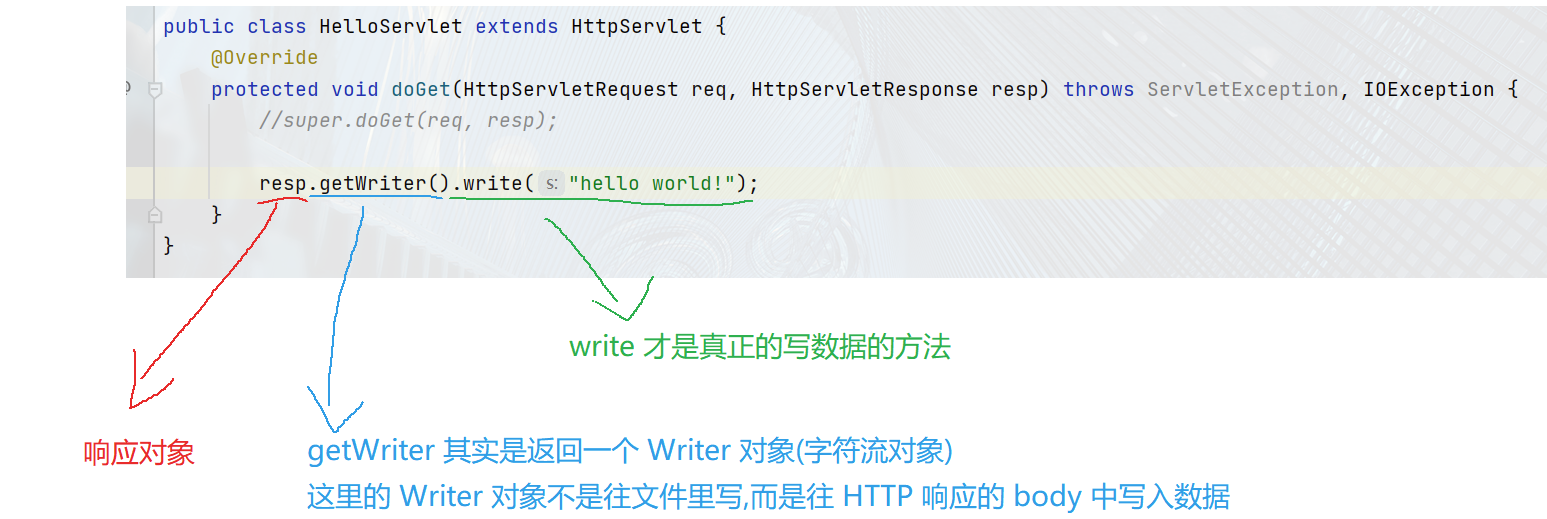 public class HelloServlet extends HttpServlet {
@Override
protected void doGet(HttpServletRequest req, HttpServletResponse resp) throws ServletException, IOException {
//super.doGet(req, resp);
resp.getWriter().write( s: "hello world!");
}
}
write 才是真正的写数据的方法
响应对象
getWriter 其实是返回一个 Writer 对象(字符流对象)
这里的 Writer 对象不是往文件里写,而是往 HTTP 响应的 body 中写入数据